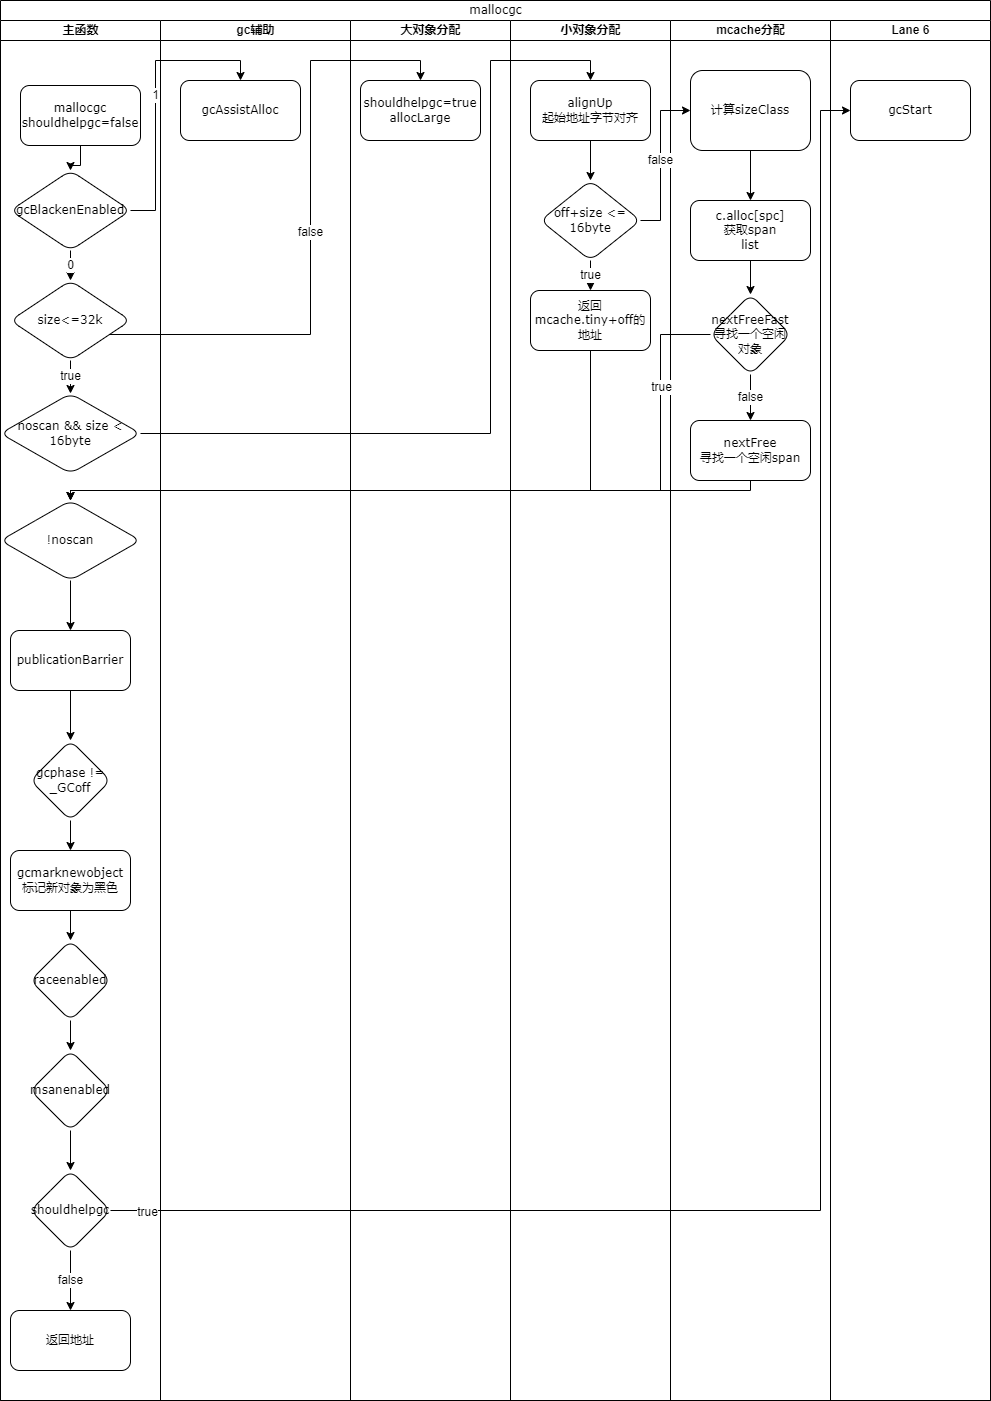 mallocgc
主函数
gc辅助
大对象分配
小对象分配
mcache分配
Lane 6
mallocgc
shouldhelpgc=false
1
gcAssistAlloc
shouldhelpgc=true
allocLarge
alignUp
起始地址字节对齐
计算sizeClass
gcStart
false
gcBlackenEnabled
off+size <=
16byte
c.alloc[spc]
获取span
list
false
0
true
size<=32k
返回
mcache.tiny+off的
地址
nextFreeFast
寻找一个空闲
对象
true
true
false
noscan && size <
16byte
nextFree
寻找一个空闲span
!noscan
publicationBarrier
gcphase !=
_GCoff
gcmarknewobject
标记新对象为黑色
raceenabled
msanenabled
shouldhelpgc
true
false
返回地址